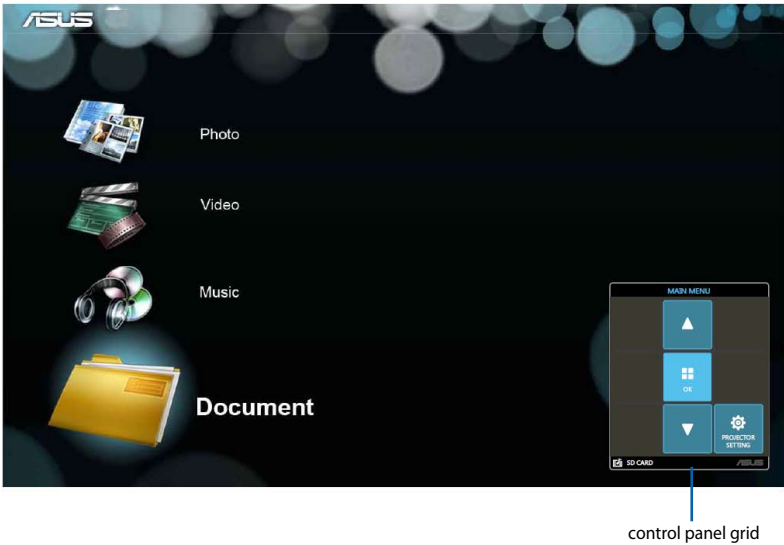 ASUS
Photo
Video
Music
Document
MAIN MENU
OK
PROJECTOR
SETTING
SD CARD
ASUS
control panel grid